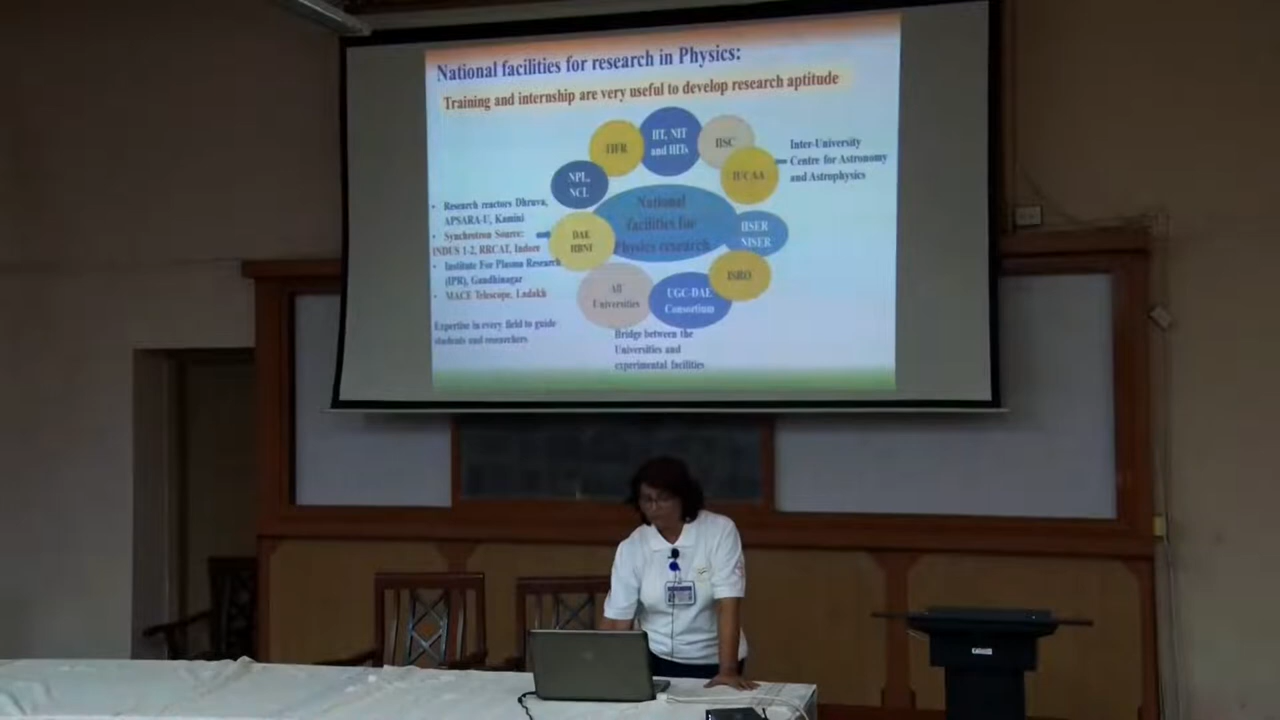 National facilities for research in Physics:
Training and internship are very useful to develop research aptitude
IIT, NIT
and IIITs
TIFR
IISC
IUCAA
Inter-University
Centre for Astronomy
and Astrophysics
NPL,
NCL
National
facilities for
Physics research
IISER
NISER
• Research reactors Dhruva,
APSARA-U, Kamini
• Synchrotron Source:
INDUS 1-2, RRCAT, Indore
• Institute For Plasma Research
(IPR), Gandhinagar
• MACE Telescope, Ladakh
DAE
HBNI
ISRO
All
Universities
UGC-DAE
Consortium
Expertise in every field to guide
students and researchers
Bridge between the
Universities and
experimental facilities